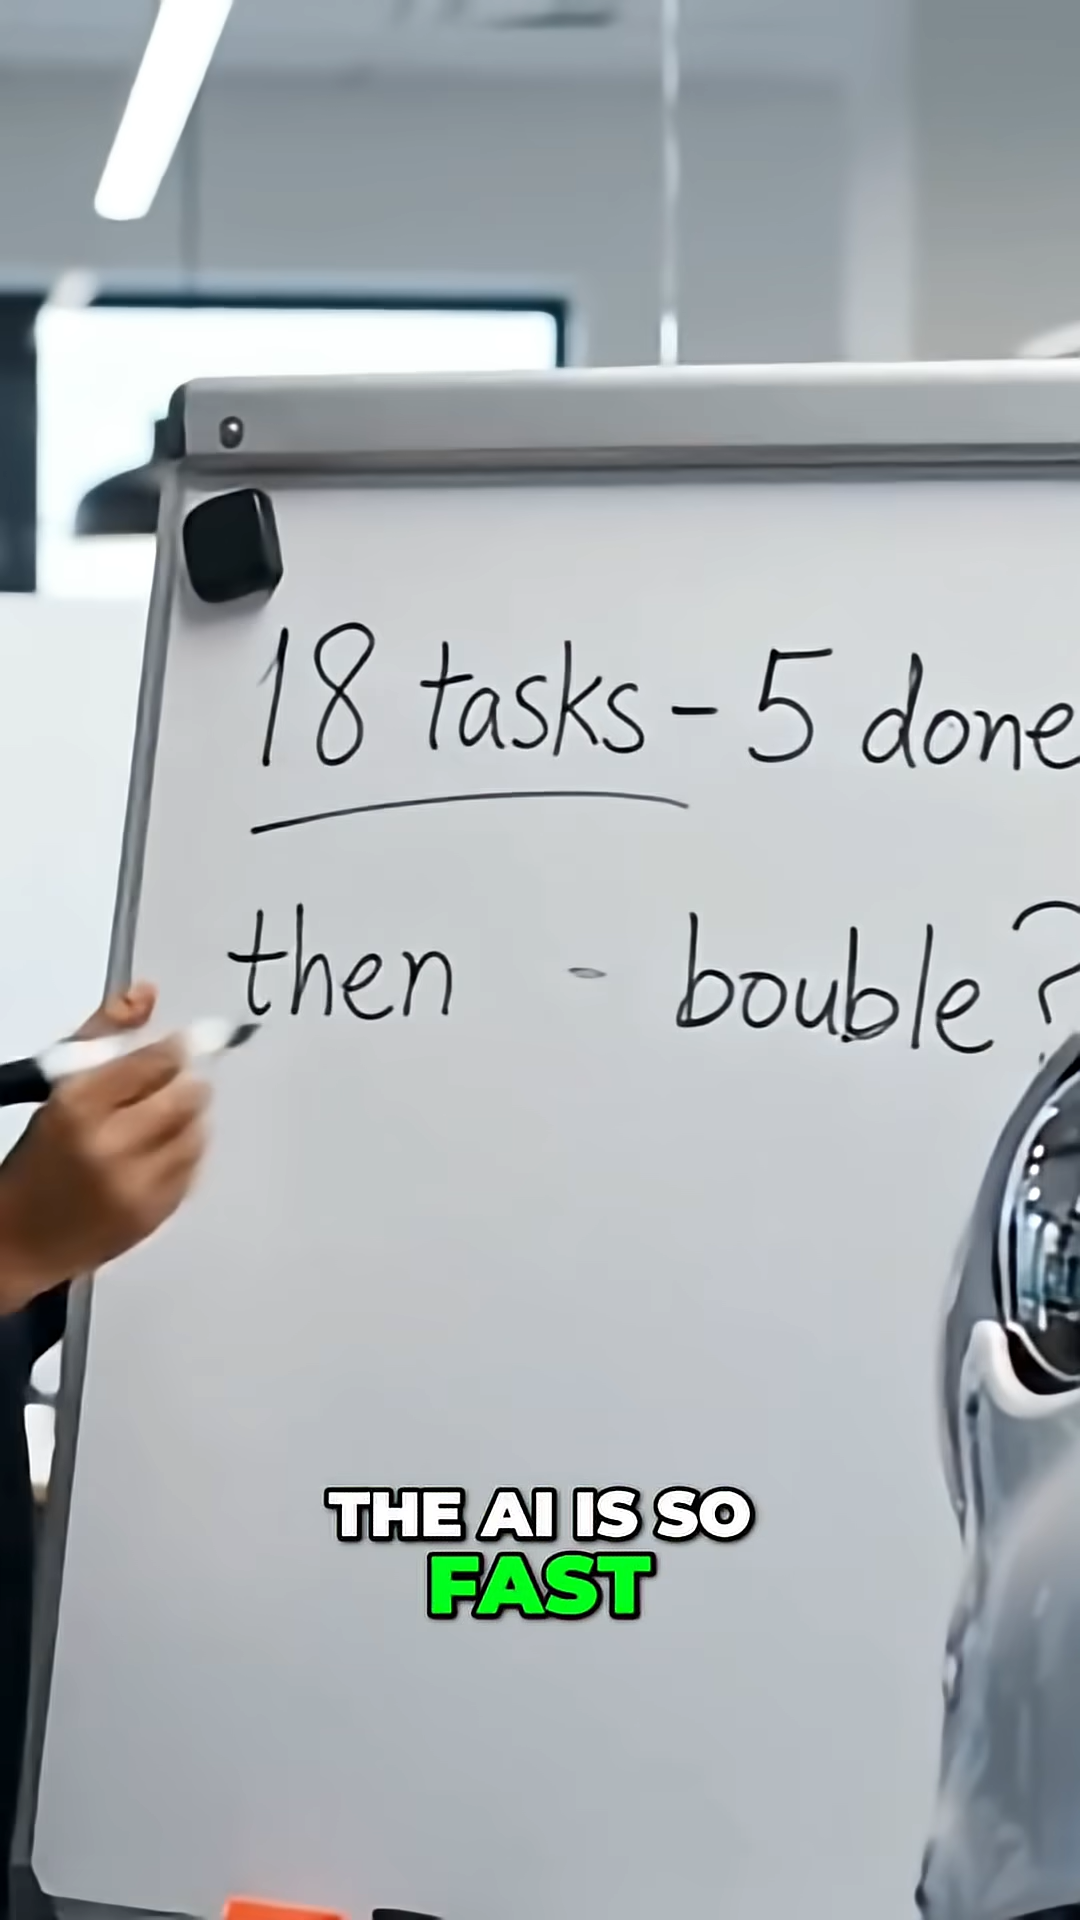 18 tasks - 5 done
then - bouble?
THE AI IS SO
FAST